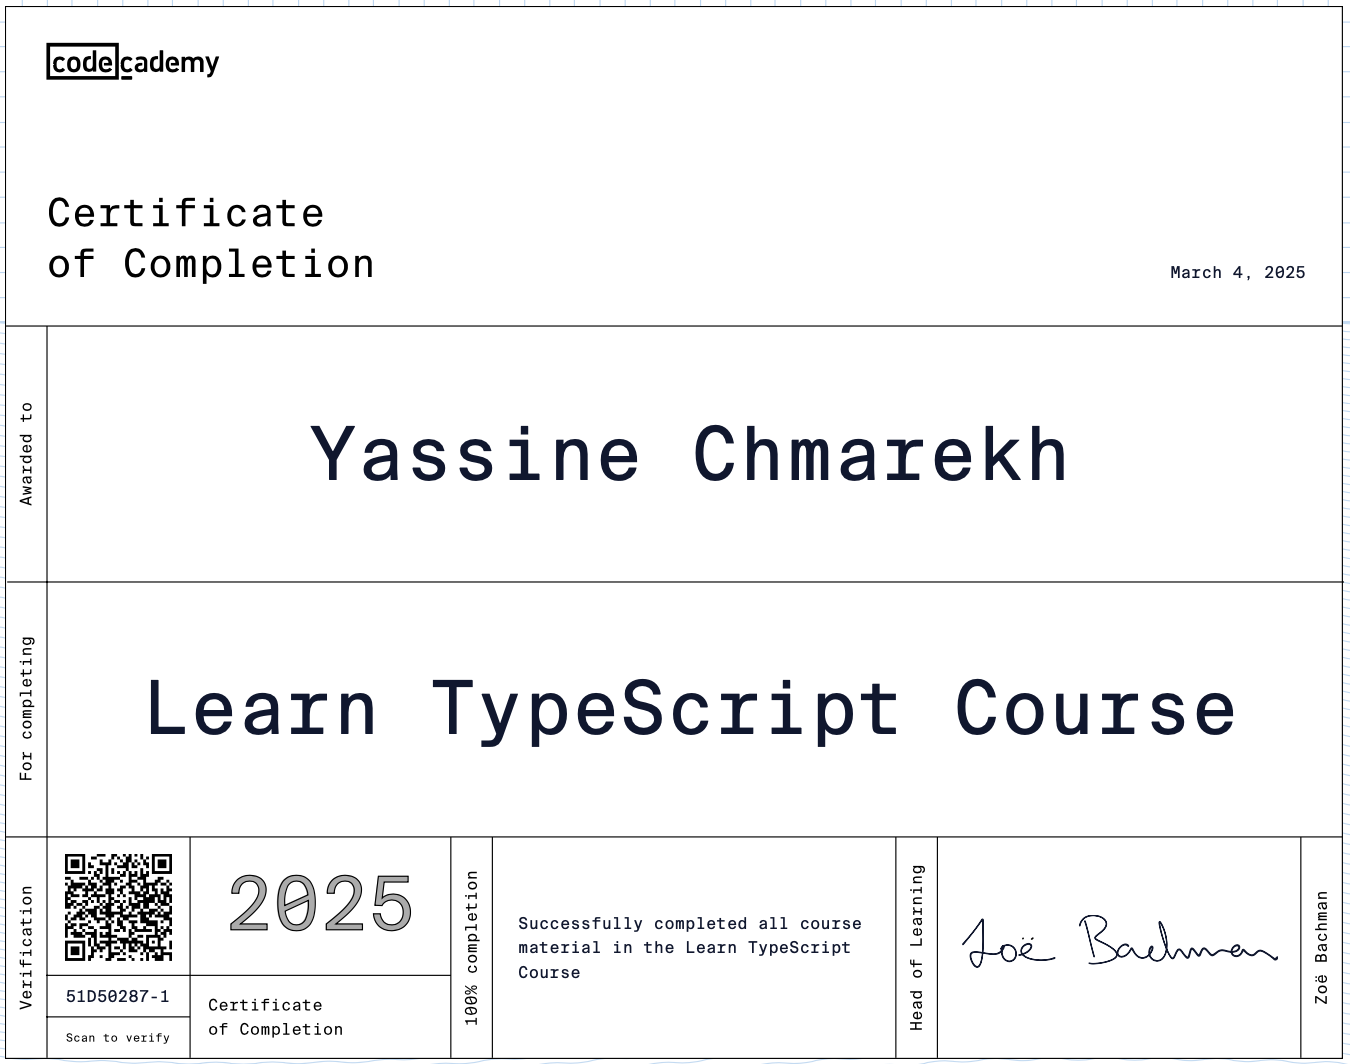 codecademy
Certificate
of Completion
March 4, 2025
Awarded to
Yassine Chmarekh
For completing
Learn TypeScript Course
Verification
51D50287-1
Scan to verify
2025
Certificate
of Completion
100% completion
Successfully completed all course
material in the Learn TypeScript
Course
Head of Learning
Zoë Bachman
Zoë Bachman